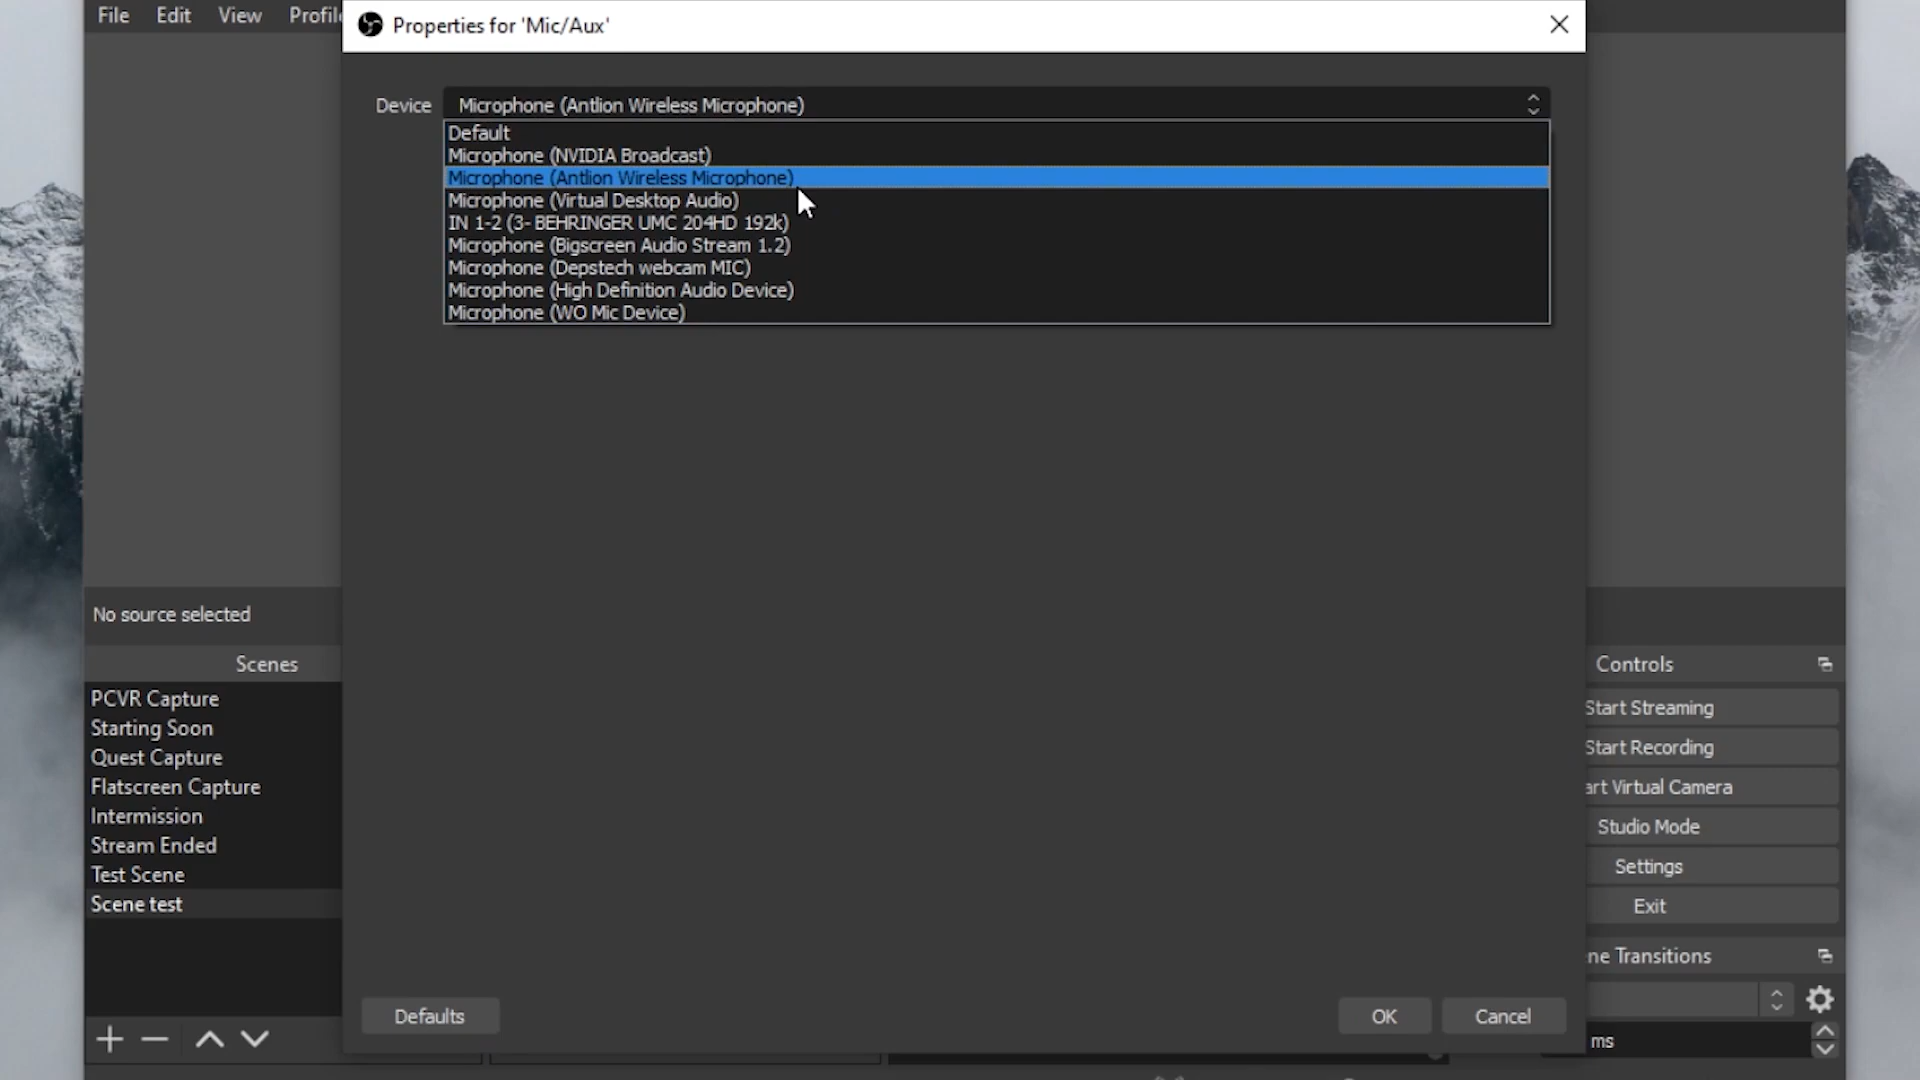 File Edit View
Properties for 'Mic/Aux'
Device Microphone (Antlion Wireless Microphone)
Default
Microphone (NVIDIA Broadcast)
Microphone (Antlion Wireless Microphone)
Microphone (Virtual Desktop Audio)
IN 1-2 (3- BEHRINGER UMC 204HD 192k)
Microphone (Bigscreen Audio Stream 1.2)
Microphone (Depstech webcam MIC)
Microphone (High Definition Audio Device)
Microphone (WO Mic Device)
No source selected
Scenes
PCVR Capture
Starting Soon
Quest Capture
Flatscreen Capture
Intermission
Stream Ended
Test Scene
Scene test
Controls
Start Streaming
Start Recording
art Virtual Camera
Studio Mode
Settings
Exit
ne Transitions
ms
Defaults
OK
Cancel